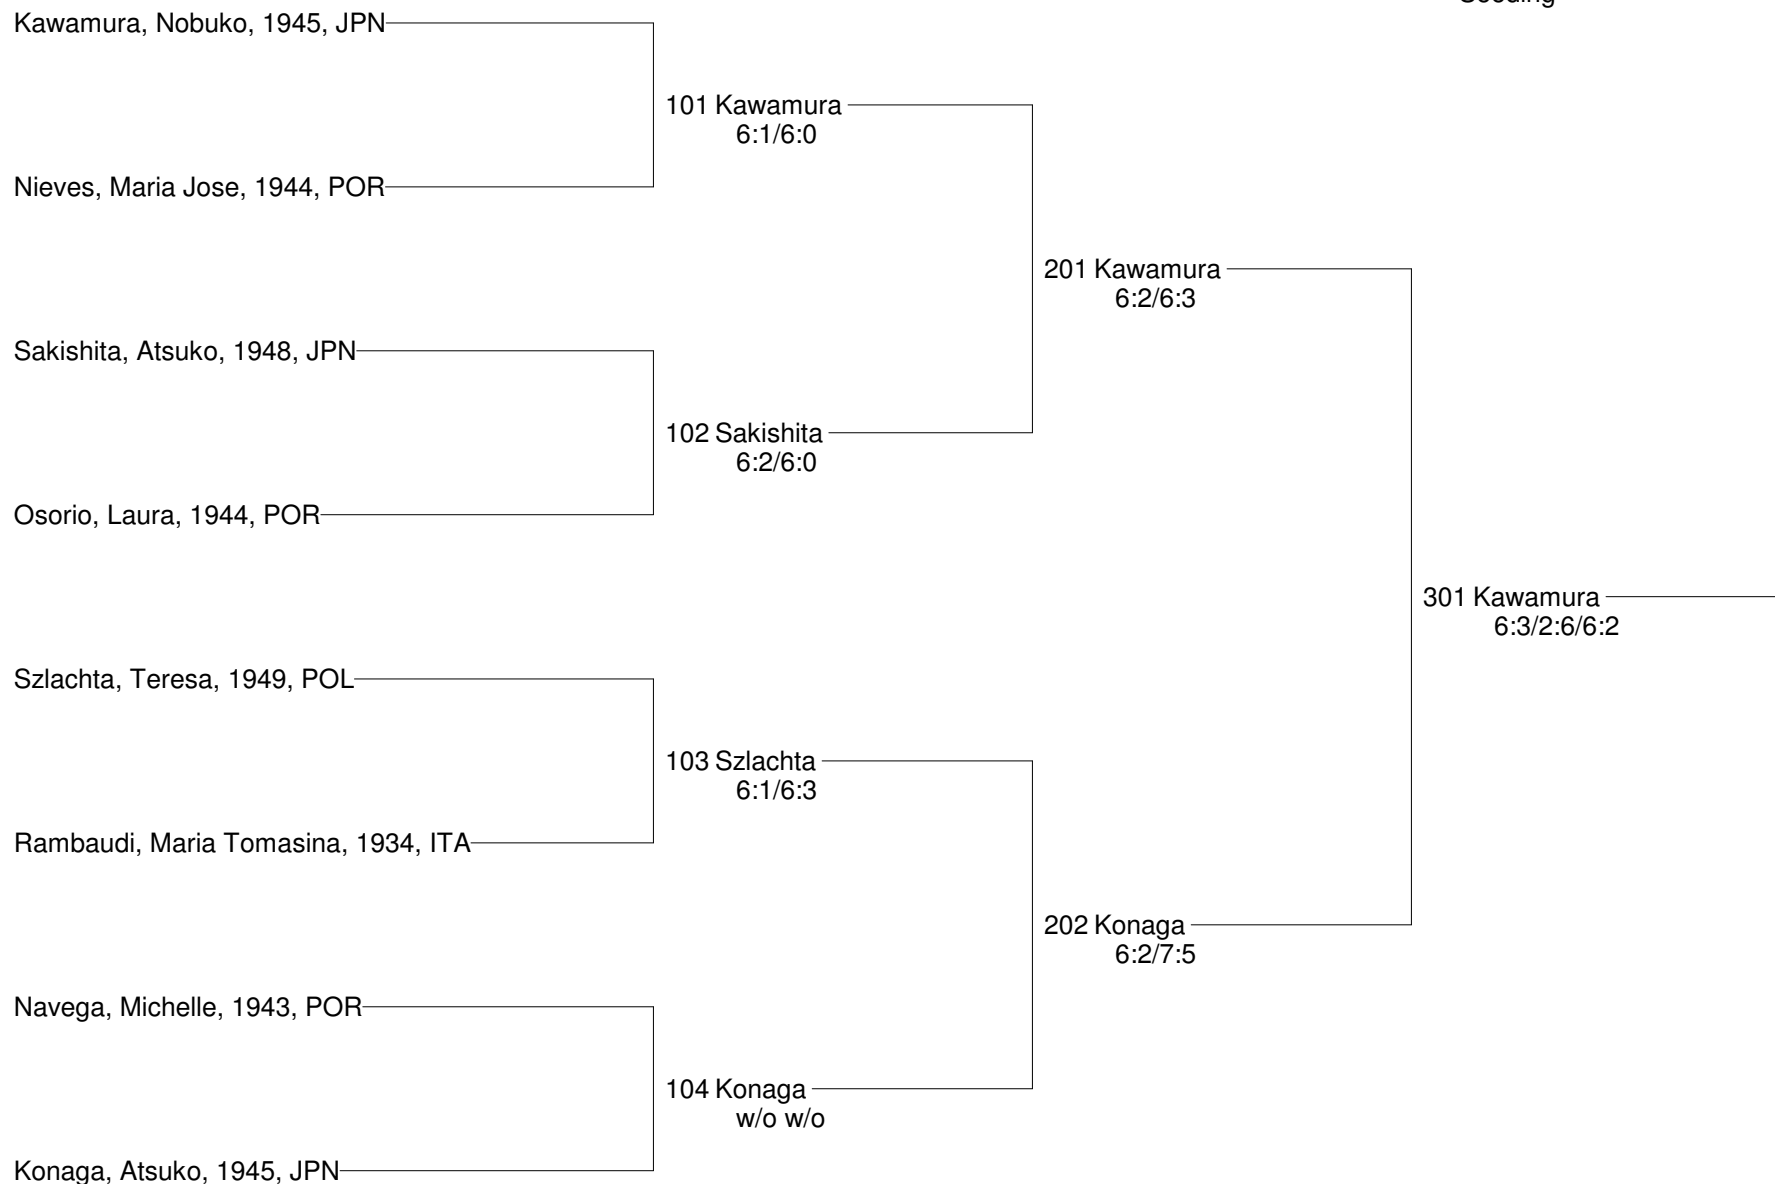 Kawamura, Nobuko, 1945, JPN
101 Kawamura
6:1/6:0
Nieves, Maria Jose, 1944, POR
201 Kawamura
6:2/6:3
Sakishita, Atsuko, 1948, JPN
102 Sakishita
6:2/6:0
Osorio, Laura, 1944, POR
301 Kawamura
6:3/2:6/6:2
Szlachta, Teresa, 1949, POL
103 Szlachta
6:1/6:3
Rambaudi, Maria Tomasina, 1934, ITA
202 Konaga
6:2/7:5
Navega, Michelle, 1943, POR
104 Konaga
w/o w/o
Konaga, Atsuko, 1945, JPN